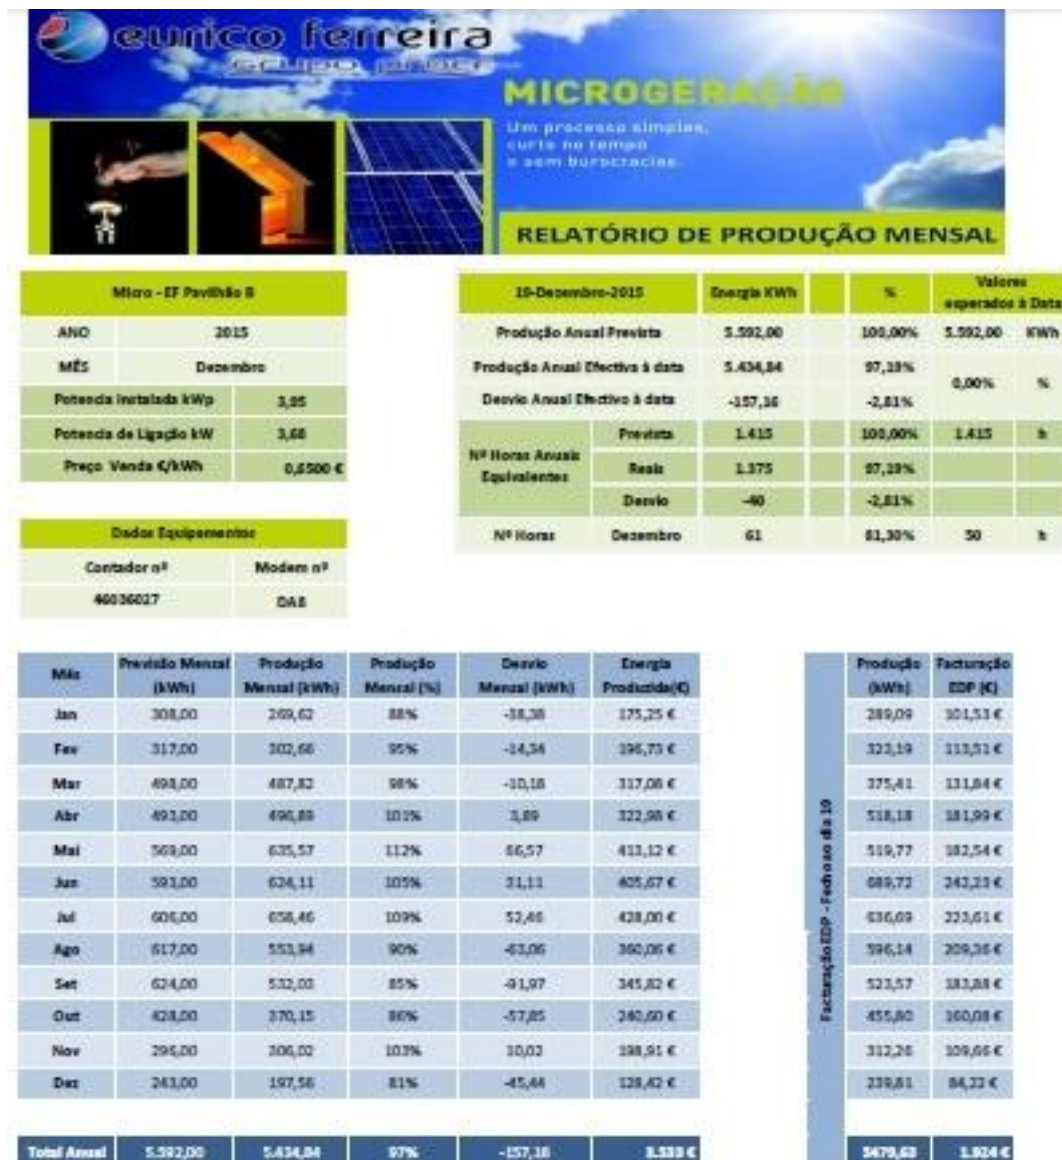 eurico ferreira
MICROGERAÇÃO
Um processo simples,
curto no tempo
e sem burocracias.
RELATÓRIO DE PRODUÇÃO MENSAL
Micro - EF Pavilhão B
ANO 2015
MÊS Dezembro
Potencia Instalada kWp 3,95
Potencia de Ligação kW 3,68
Preço Venda €/kWh 0,6500 €
Dados Equipamentos
Contador nº Modem nº
46036027 DA8
19-Dezembro-2015 Energia KWh % Valores esperados à Data
Produção Anual Prevista 5.592,00 100,00% 5.592,00 KWh
Produção Anual Efectiva à data 5.434,84 97,19%
0,00% %
Desvio Anual Efectivo à data -157,16 -2,81%
Nº Horas Anuais Equivalentes
Prevista 1.415 100,00% 1.415 h
Reais 1.375 97,19%
Desvio -40 -2,81%
Nº Horas Dezembro 61 81,30% 50 h
Mês Previsão Mensal (kWh) Produção Mensal (kWh) Produção Mensal (%) Desvio Mensal (kWh) Energia Produzida(€)
Jan 308,00 269,62 88% -38,38 175,25 €
Fev 317,00 302,66 95% -14,34 196,73 €
Mar 498,00 487,82 98% -10,18 317,08 €
Abr 493,00 496,89 101% 3,89 322,98 €
Mai 569,00 635,57 112% 66,57 413,12 €
Jun 593,00 624,11 105% 31,11 405,67 €
Jul 606,00 658,46 109% 52,46 428,00 €
Ago 617,00 553,94 90% -63,06 360,06 €
Set 624,00 532,03 85% -91,97 345,82 €
Out 428,00 370,15 86% -57,85 240,60 €
Nov 296,00 306,02 103% 10,02 198,91 €
Dez 243,00 197,56 81% -45,44 128,42 €
Total Anual 5.592,00 5.434,84 97% -157,16 3.533 €
Facturação EDP - Fecho ao dia 19
Produção (kWh) Facturação EDP (€)
289,09 101,53 €
323,19 113,51 €
375,41 131,84 €
518,18 181,99 €
519,77 182,54 €
689,72 242,23 €
636,69 223,61 €
596,14 209,36 €
523,57 183,88 €
455,80 160,08 €
312,26 109,66 €
239,81 84,22 €
5479,63 1.924 €